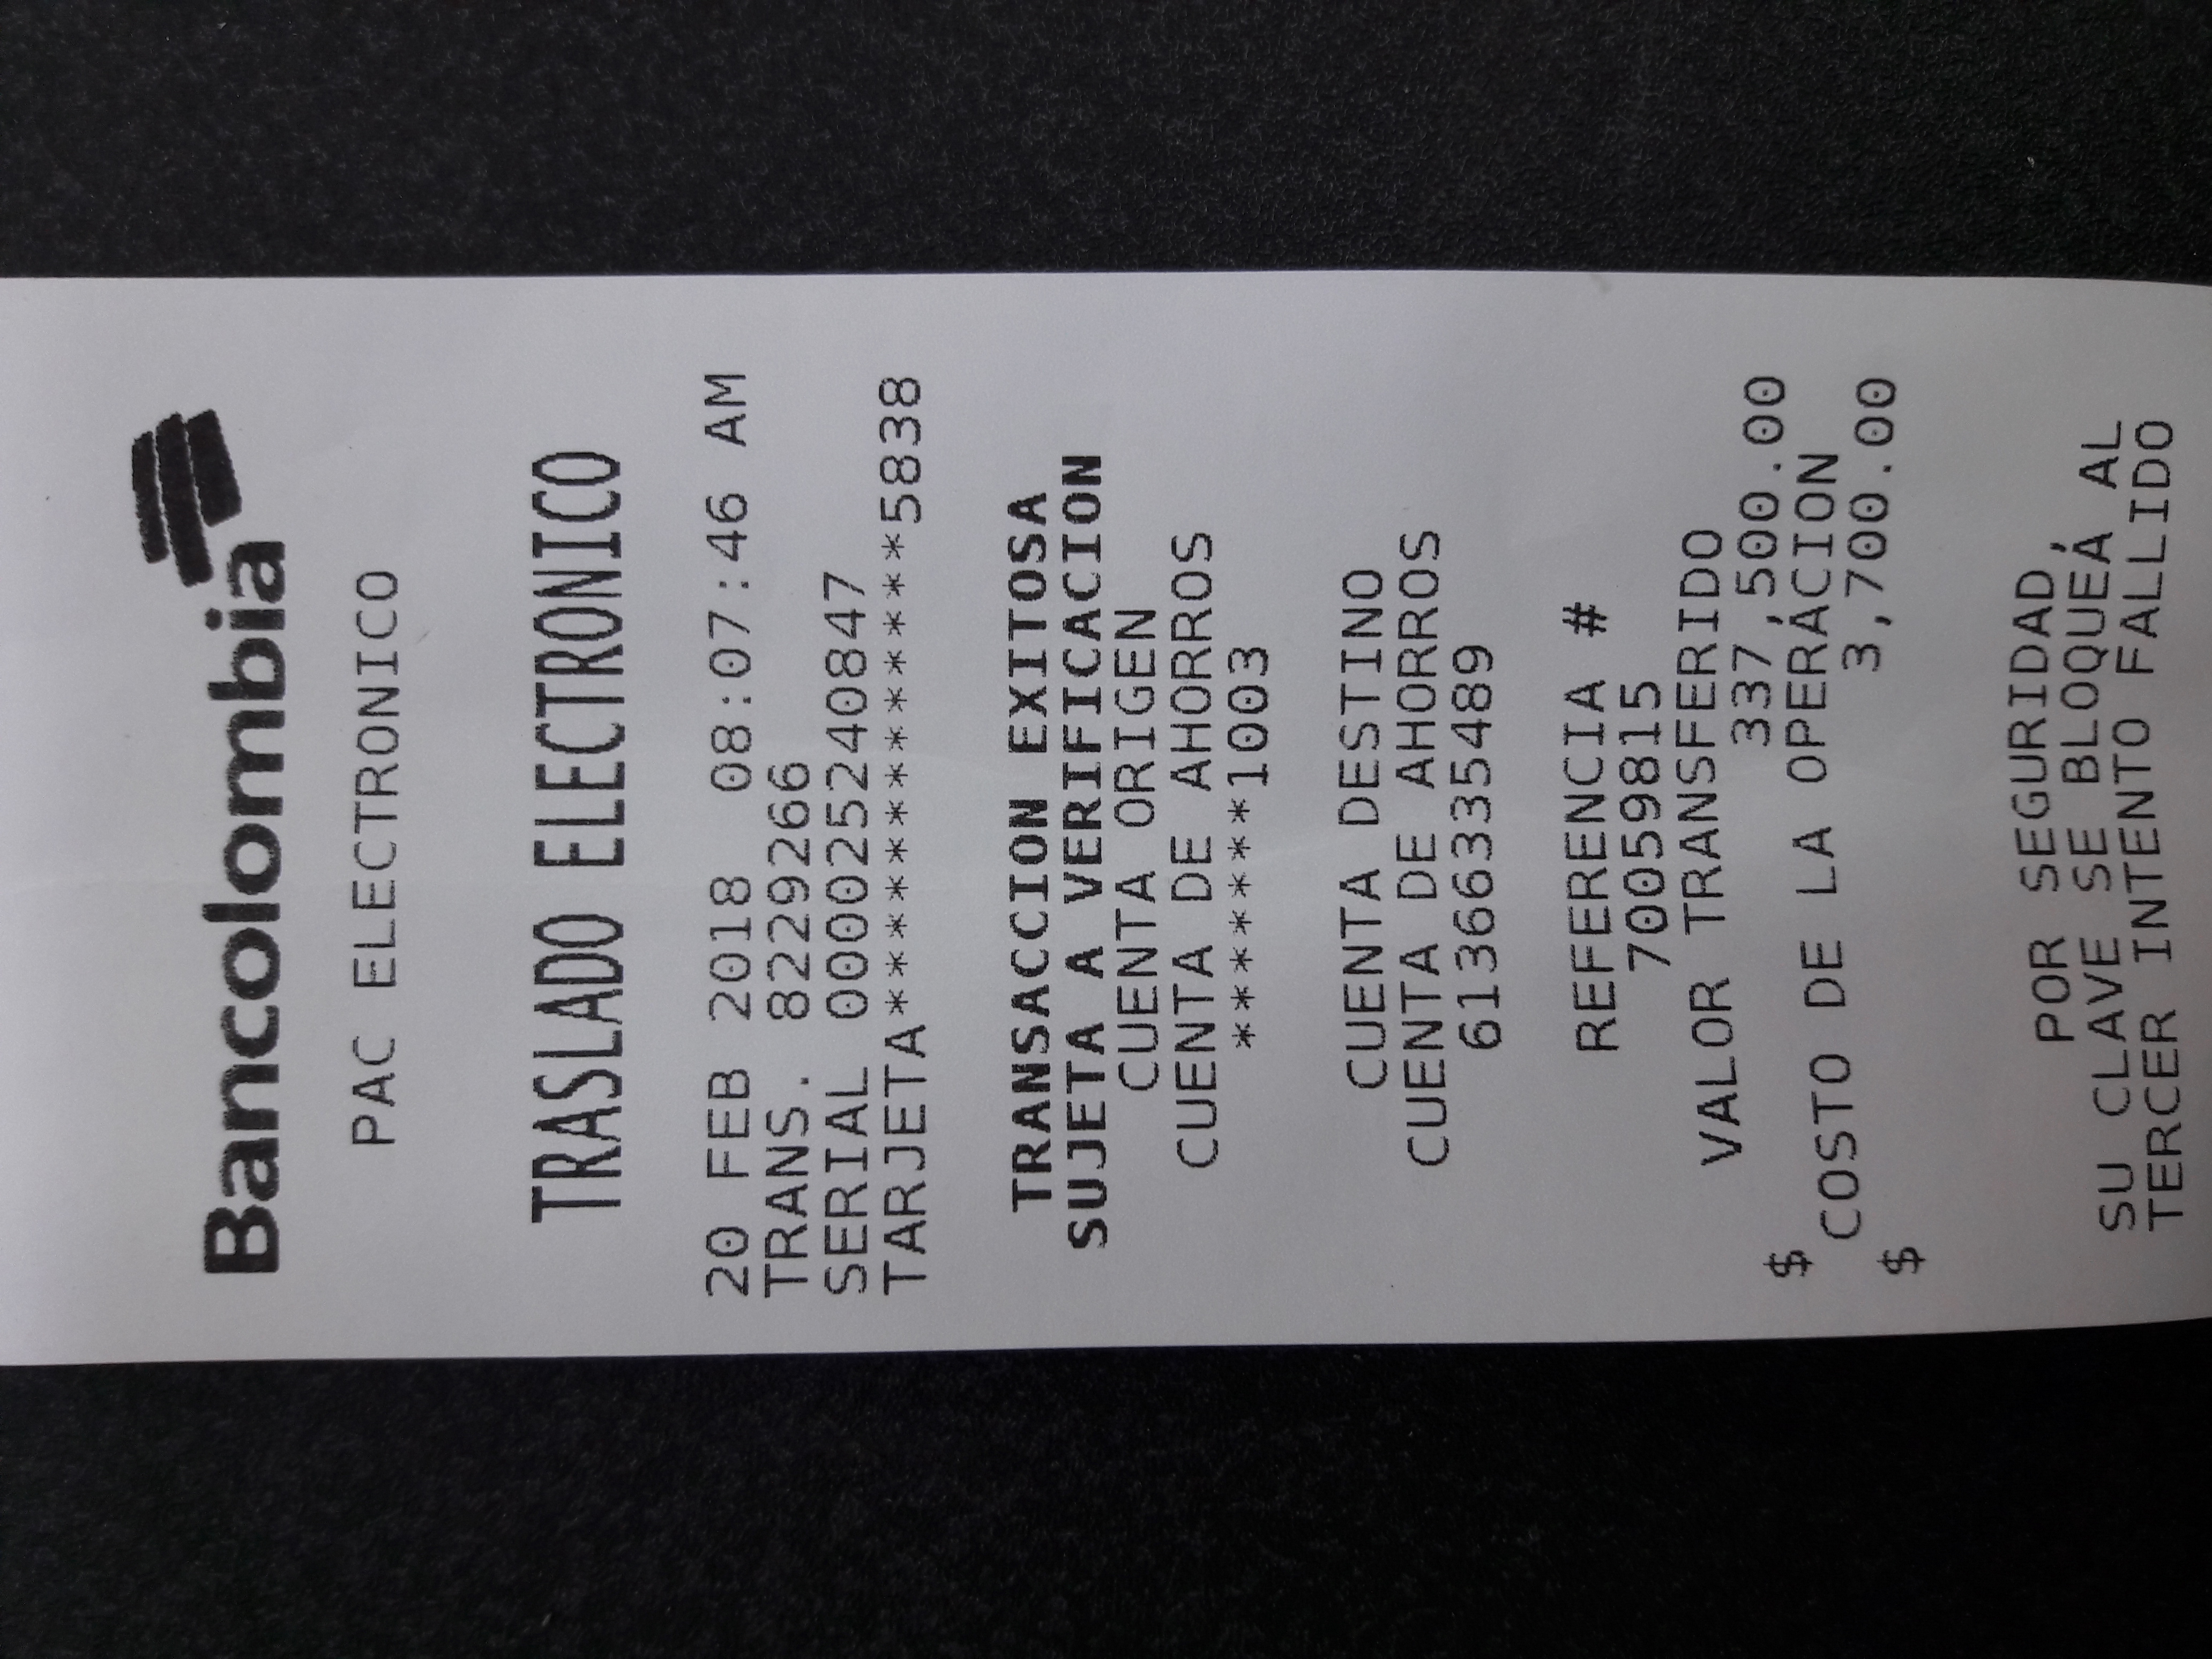 Bancolombia
PAC ELECTRONICO
TRASLADO ELECTRONICO
20 FEB 2018 08:07:46 AM
TRANS. 8229266
SERIAL 000025240847
TARJETA***************5838
TRANSACCION EXITOSA
SUJETA A VERIFICACION
CUENTA ORIGEN
CUENTA DE AHORROS
*******1003
CUENTA DESTINO
CUENTA DE AHORROS
61366335489
REFERENCIA #
70059815
VALOR TRANSFERIDO
$ 337,500.00
COSTO DE LA OPERACION
$ 3,700.00
POR SEGURIDAD,
SU CLAVE SE BLOQUEÁ AL
TERCER INTENTO FALLIDO